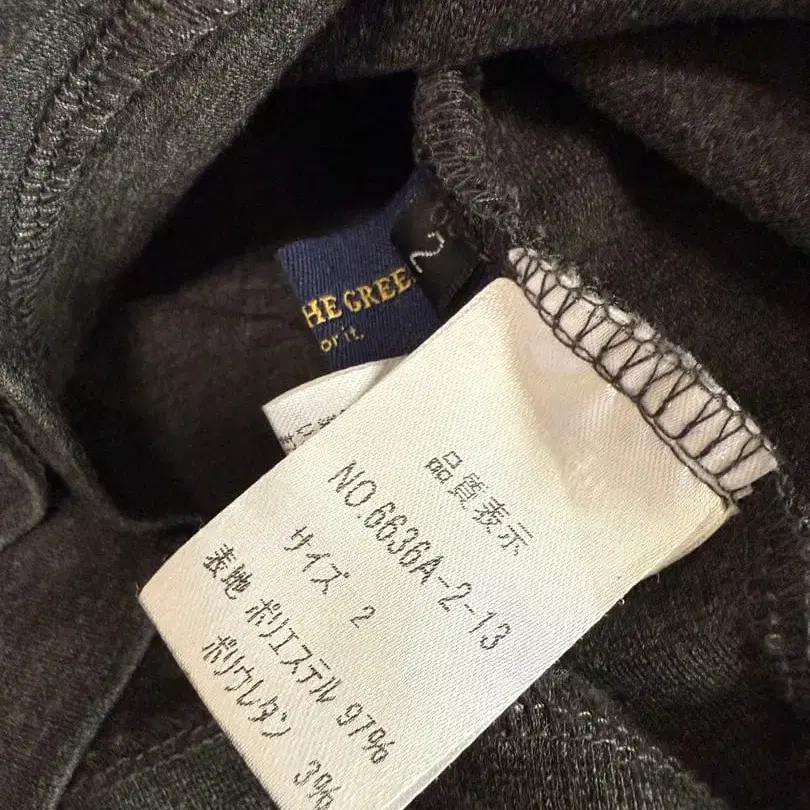 HE GREE
or it.
2
品質表示
NO.6636A-2-13
サイズ 2
表地 ポリエステル 97%
ポリウレタン 3%